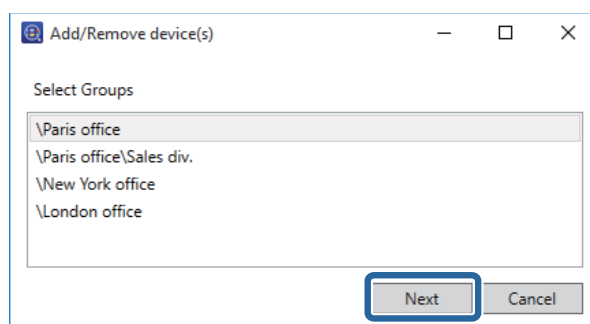 Add/Remove device(s)
Select Groups
\Paris office
\Paris office\Sales div.
\New York office
\London office
Next Cancel